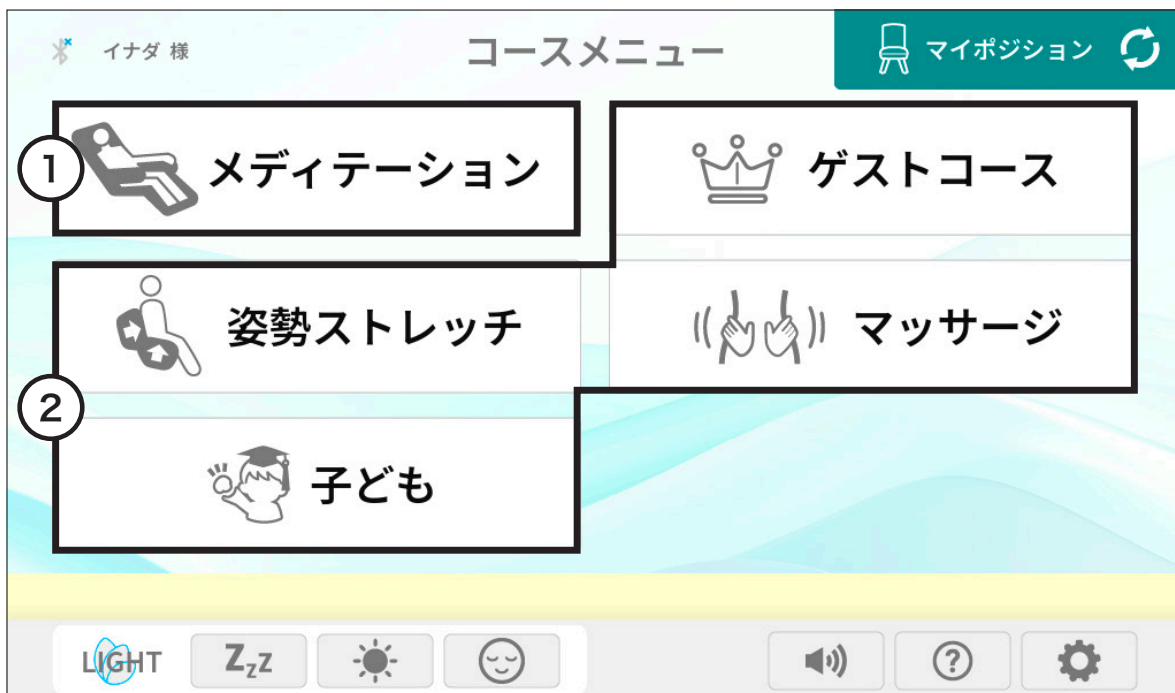 イナダ 様
コースメニュー
マイポジション
1
メディテーション
ゲストコース
姿勢ストレッチ
マッサージ
2
子ども
LIGHT
ZzZ
?